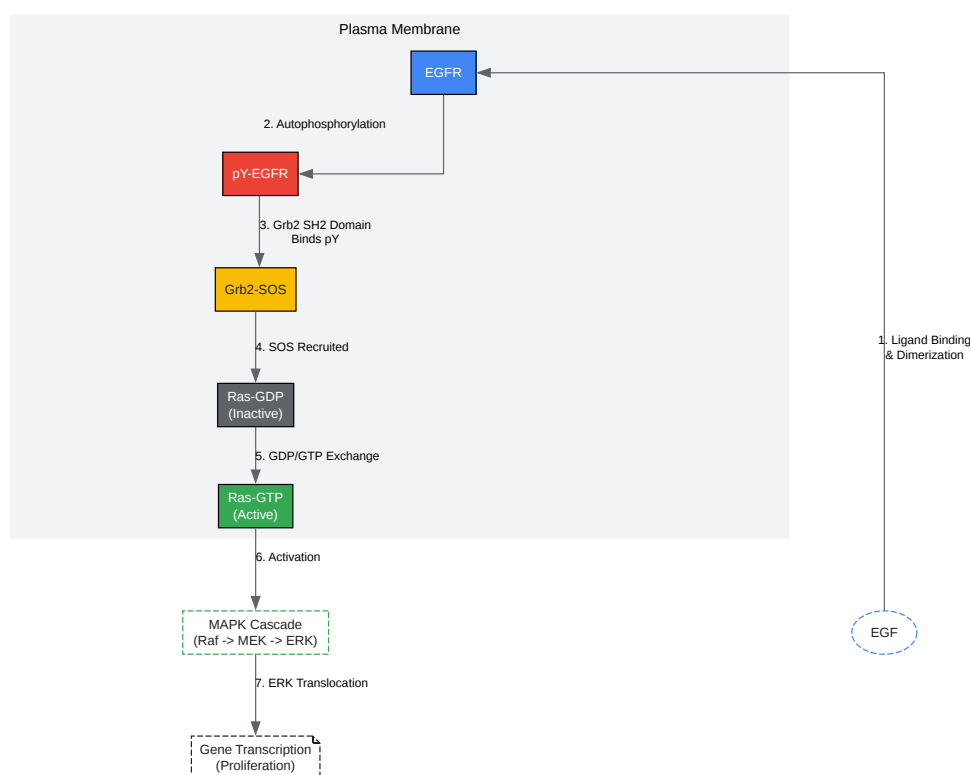 Plasma Membrane
EGFR
2. Autophosphorylation
pY-EGFR
3. Grb2 SH2 Domain
Binds pY
Grb2-SOS
1. Ligand Binding
& Dimerization
4. SOS Recruited
Ras-GDP
(Inactive)
5. GDP/GTP Exchange
Ras-GTP
(Active)
6. Activation
MAPK Cascade
(Raf -> MEK -> ERK)
EGF
7. ERK Translocation
Gene Transcription
(Proliferation)